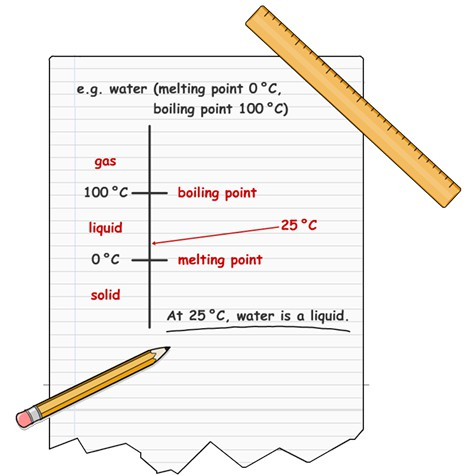 e.g. water (melting point 0°C,
boiling point 100°C)
gas
100°C boiling point
liquid 25°C
0°C melting point
solid
At 25°C, water is a liquid.